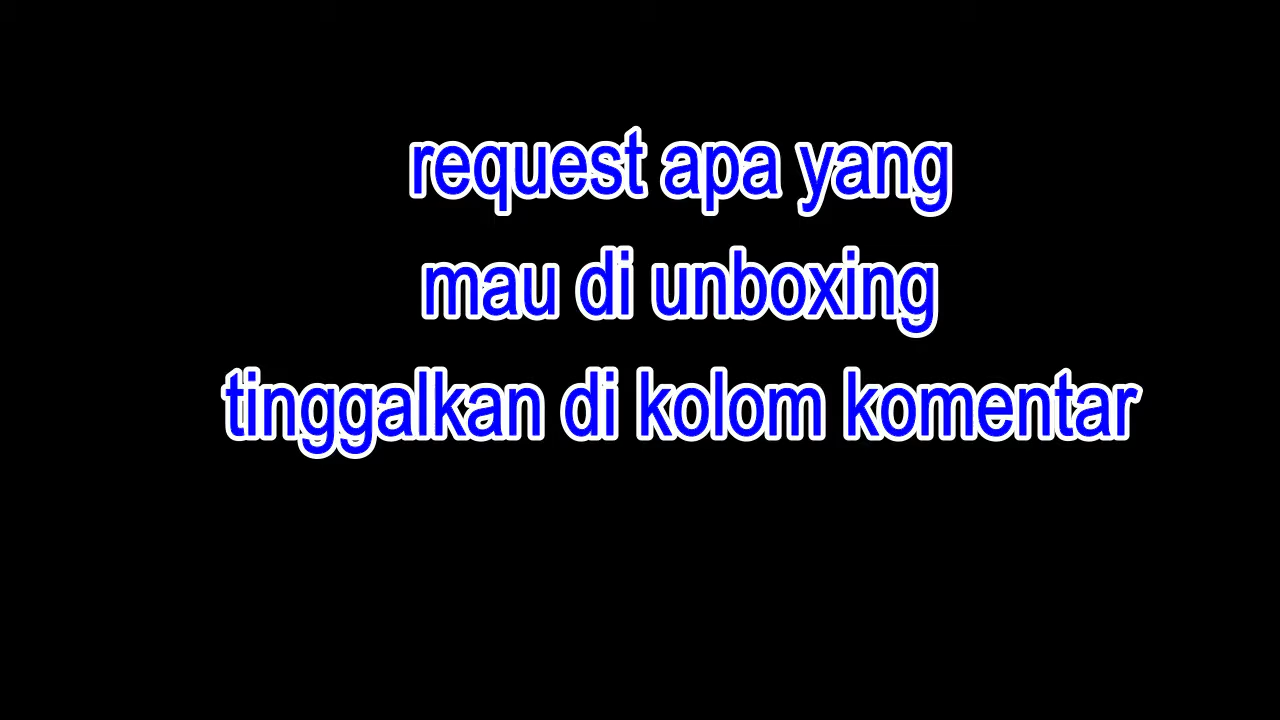 request apa yang
mau di unboxing
tinggalkan di kolom komentar